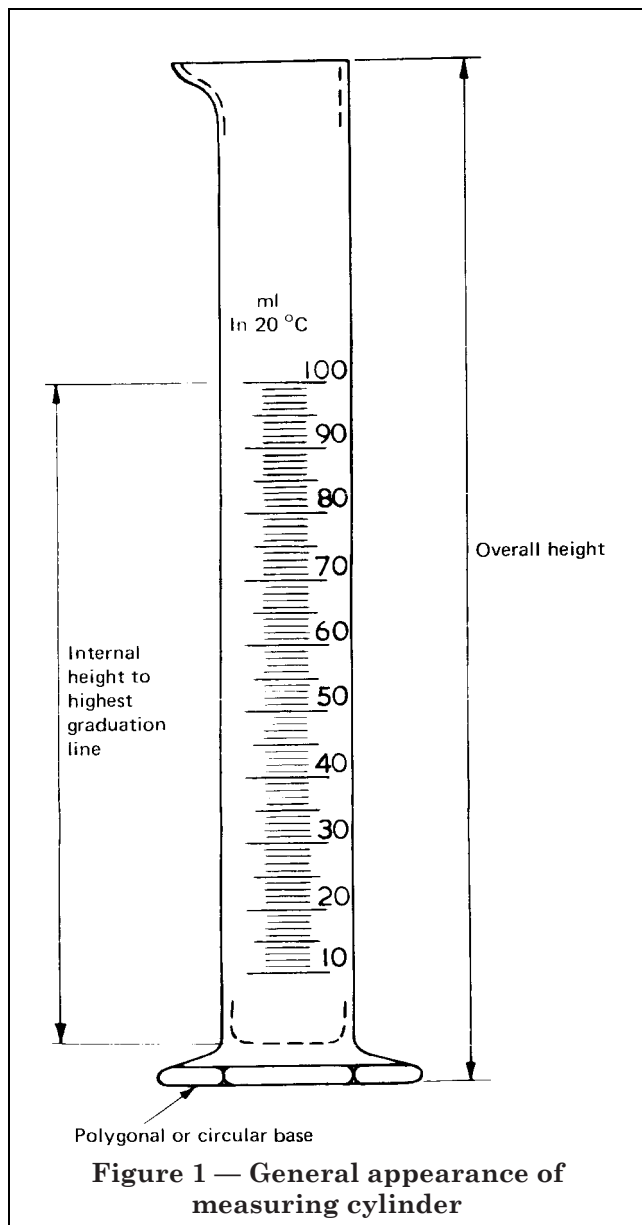 ml
In 20 °C
100
90
80
70
60
50
40
30
20
10
Overall height
Internal
height to
highest
graduation
line
Polygonal or circular base
Figure 1 — General appearance of
measuring cylinder